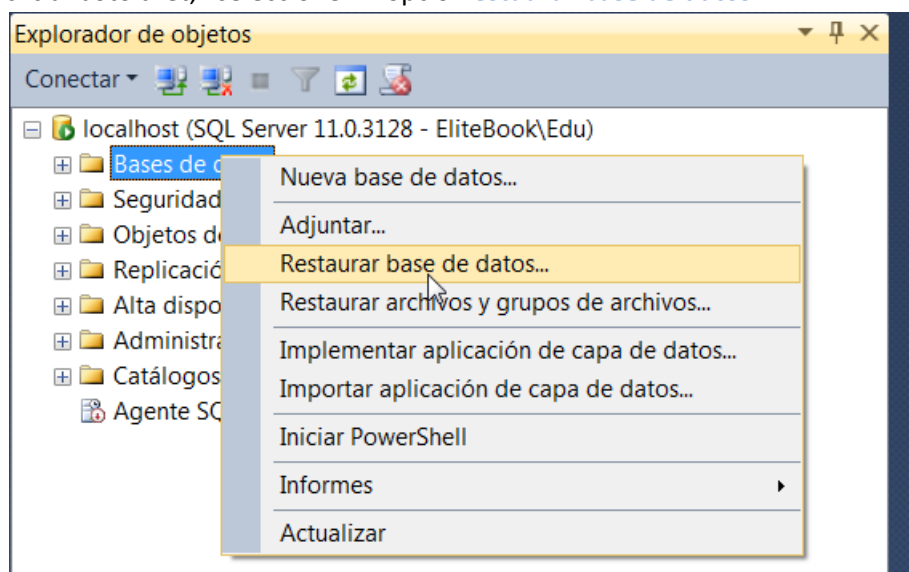 Explorador de objetos
Conectar
localhost (SQL Server 11.0.3128 - EliteBook\Edu)
Bases de
Seguridad
Objetos
Replicació
Alta dispo
Administra
Catálogos
Agente SQ
Nueva base de datos...
Adjuntar...
Restaurar base de datos...
Restaurar archivos y grupos de archivos...
Implementar aplicación de capa de datos...
Importar aplicación de capa de datos...
Iniciar PowerShell
Informes
Actualizar